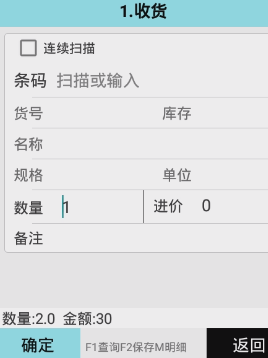 1.收货
连续扫描
条码 扫描或输入
货号 库存
名称
规格 单位
数量 1 进价 0
备注
数量:2.0 金额:30
确定 F1查询F2保存M明细 返回